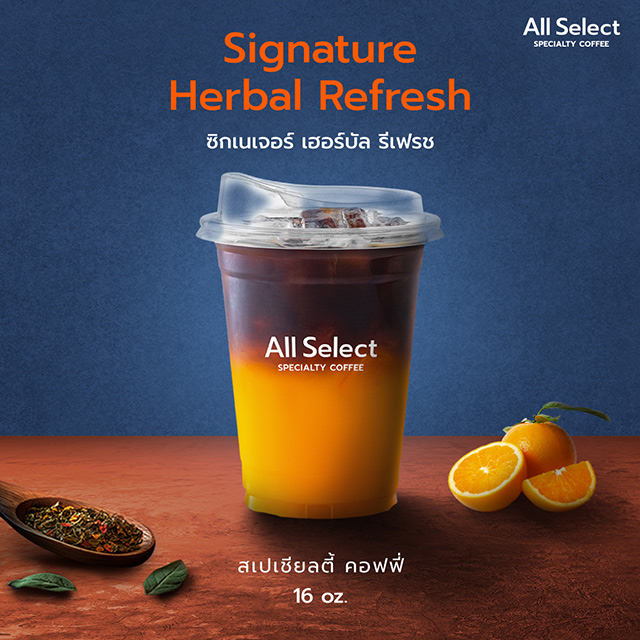 All Select
SPECIALTY COFFEE
Signature
Herbal Refresh
ซิกเนเจอร์ เฮอร์บัล รีเฟรช
All Select
SPECIALTY COFFEE
สเปเชียลตี้ คอฟฟี่
16 oz.